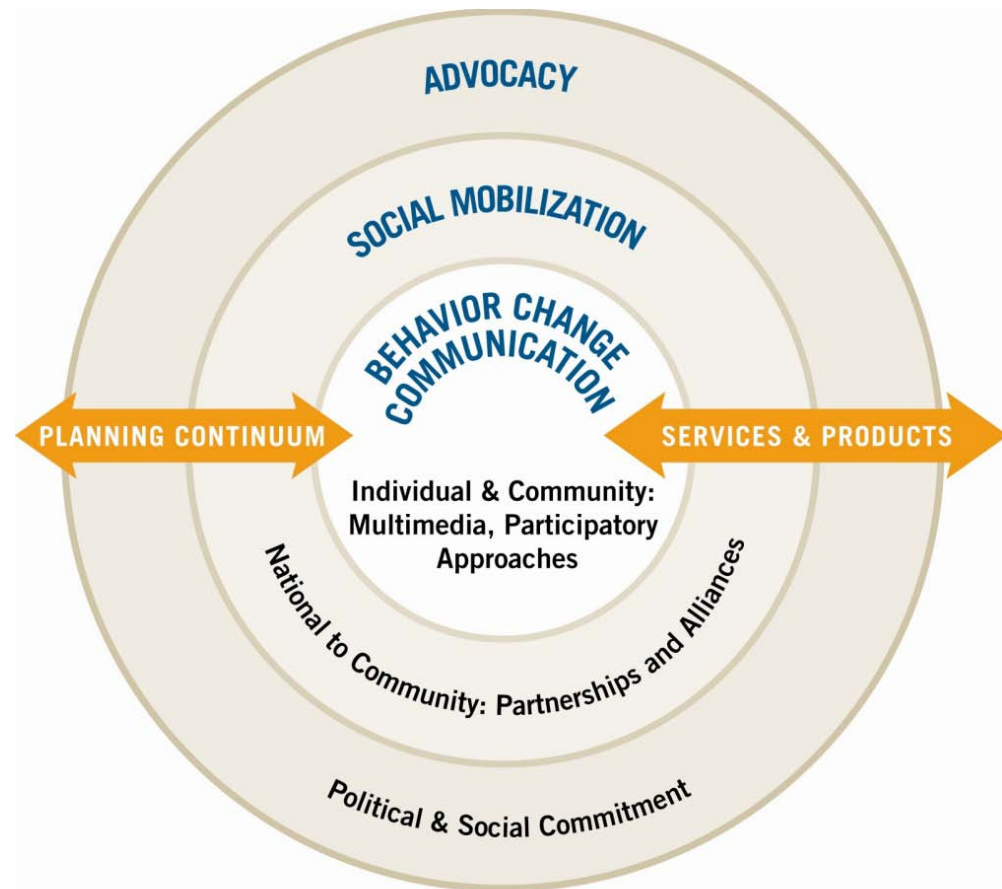 ADVOCACY
SOCIAL MOBILIZATION
BEHAVIOR CHANGE
COMMUNICATION
PLANNING CONTINUUM
SERVICES & PRODUCTS
Individual & Community:
Multimedia, Participatory
Approaches
National to Community: Partnerships and Alliances
Political & Social Commitment